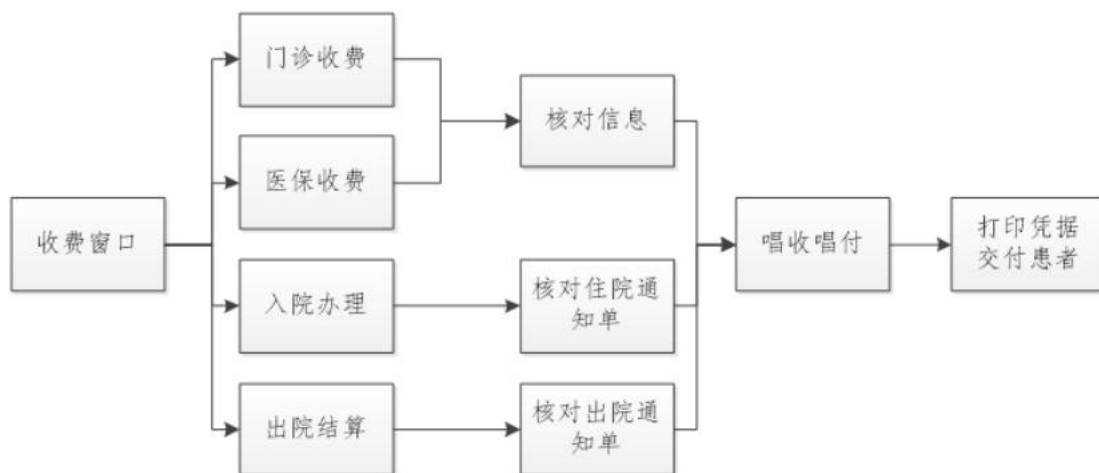 门诊收费
核对信息
医保收费
收费窗口
唱收唱付
打印凭据
交付患者
入院办理
核对住院通
知单
出院结算
核对出院通
知单